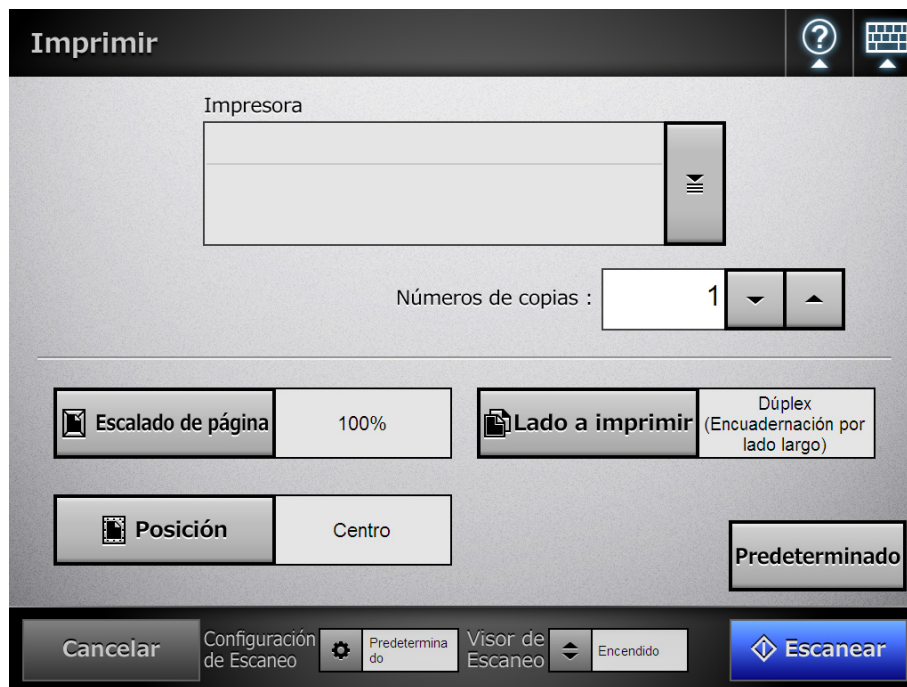 Imprimir
?
Impresora
Números de copias :
1
Escalado de página
100%
Lado a imprimir
Dúplex
(Encuadernación por
lado largo)
Posición
Centro
Predeterminado
Cancelar
Configuración
de Escaneo
Predetermina
do
Visor de
Escaneo
Encendido
Escanear